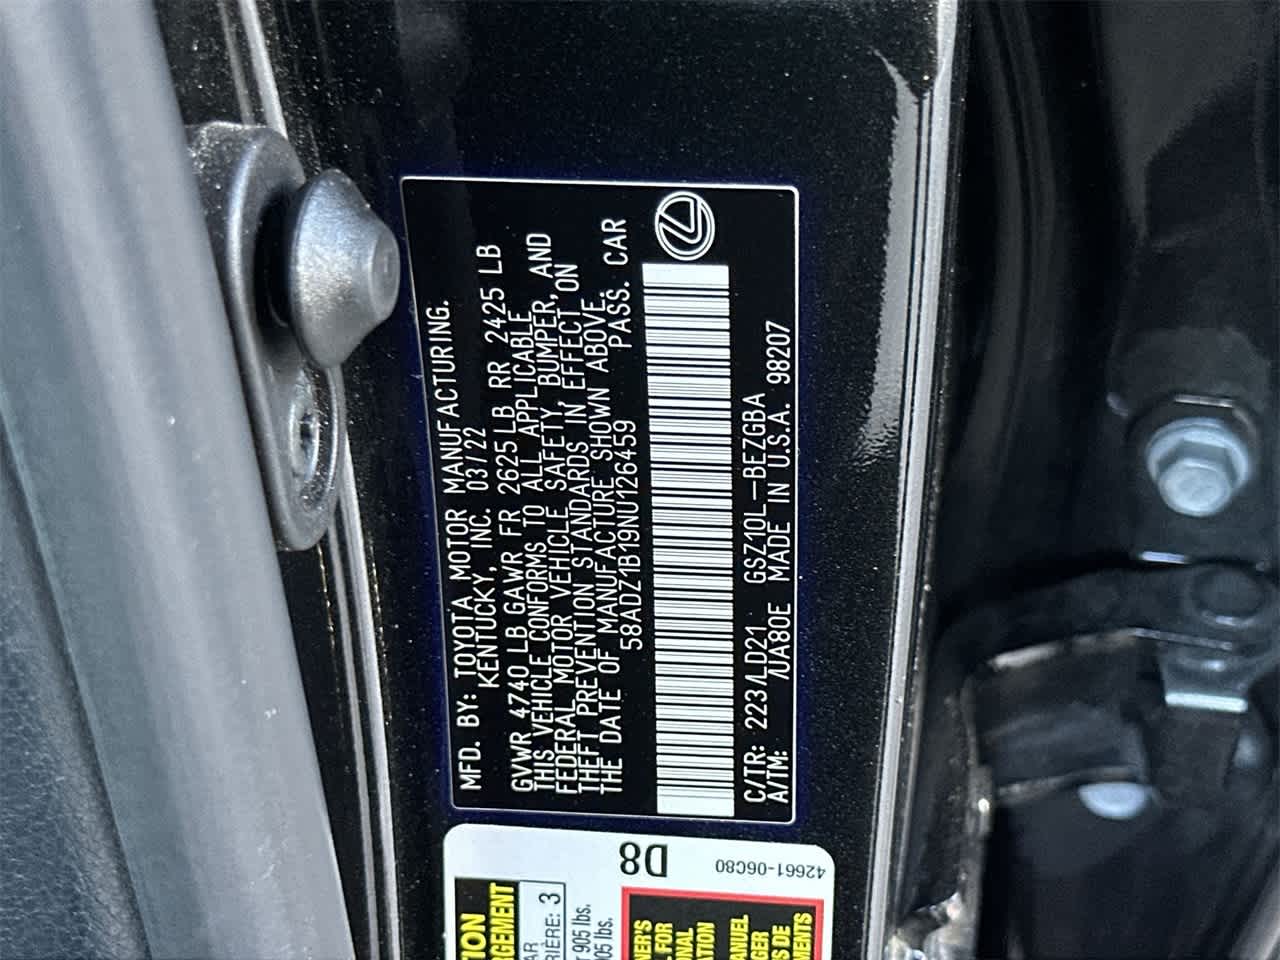 MFD. BY: TOYOTA MOTOR MANUFACTURING.
KENTUCKY, INC. 03/22
GVWR 4740 LB GAWR FR 2625 LB RR 2425 LB
THIS VEHICLE CONFORMS TO ALL APPLICABLE
FEDERAL MOTOR VEHICLE SAFETY, BUMPER, AND
THEFT PREVENTION STANDARDS IN EFFECT ON
THE DATE OF MANUFACTURE SHOWN ABOVE.
58ADZ1B19NU126459 PASS. CAR
C/TR: 223/LD21 GSZ10L-BEZGBA
A/TM: /UA80E MADE IN U.S.A. 98207
D8
42661-06C80
3
905 lbs.